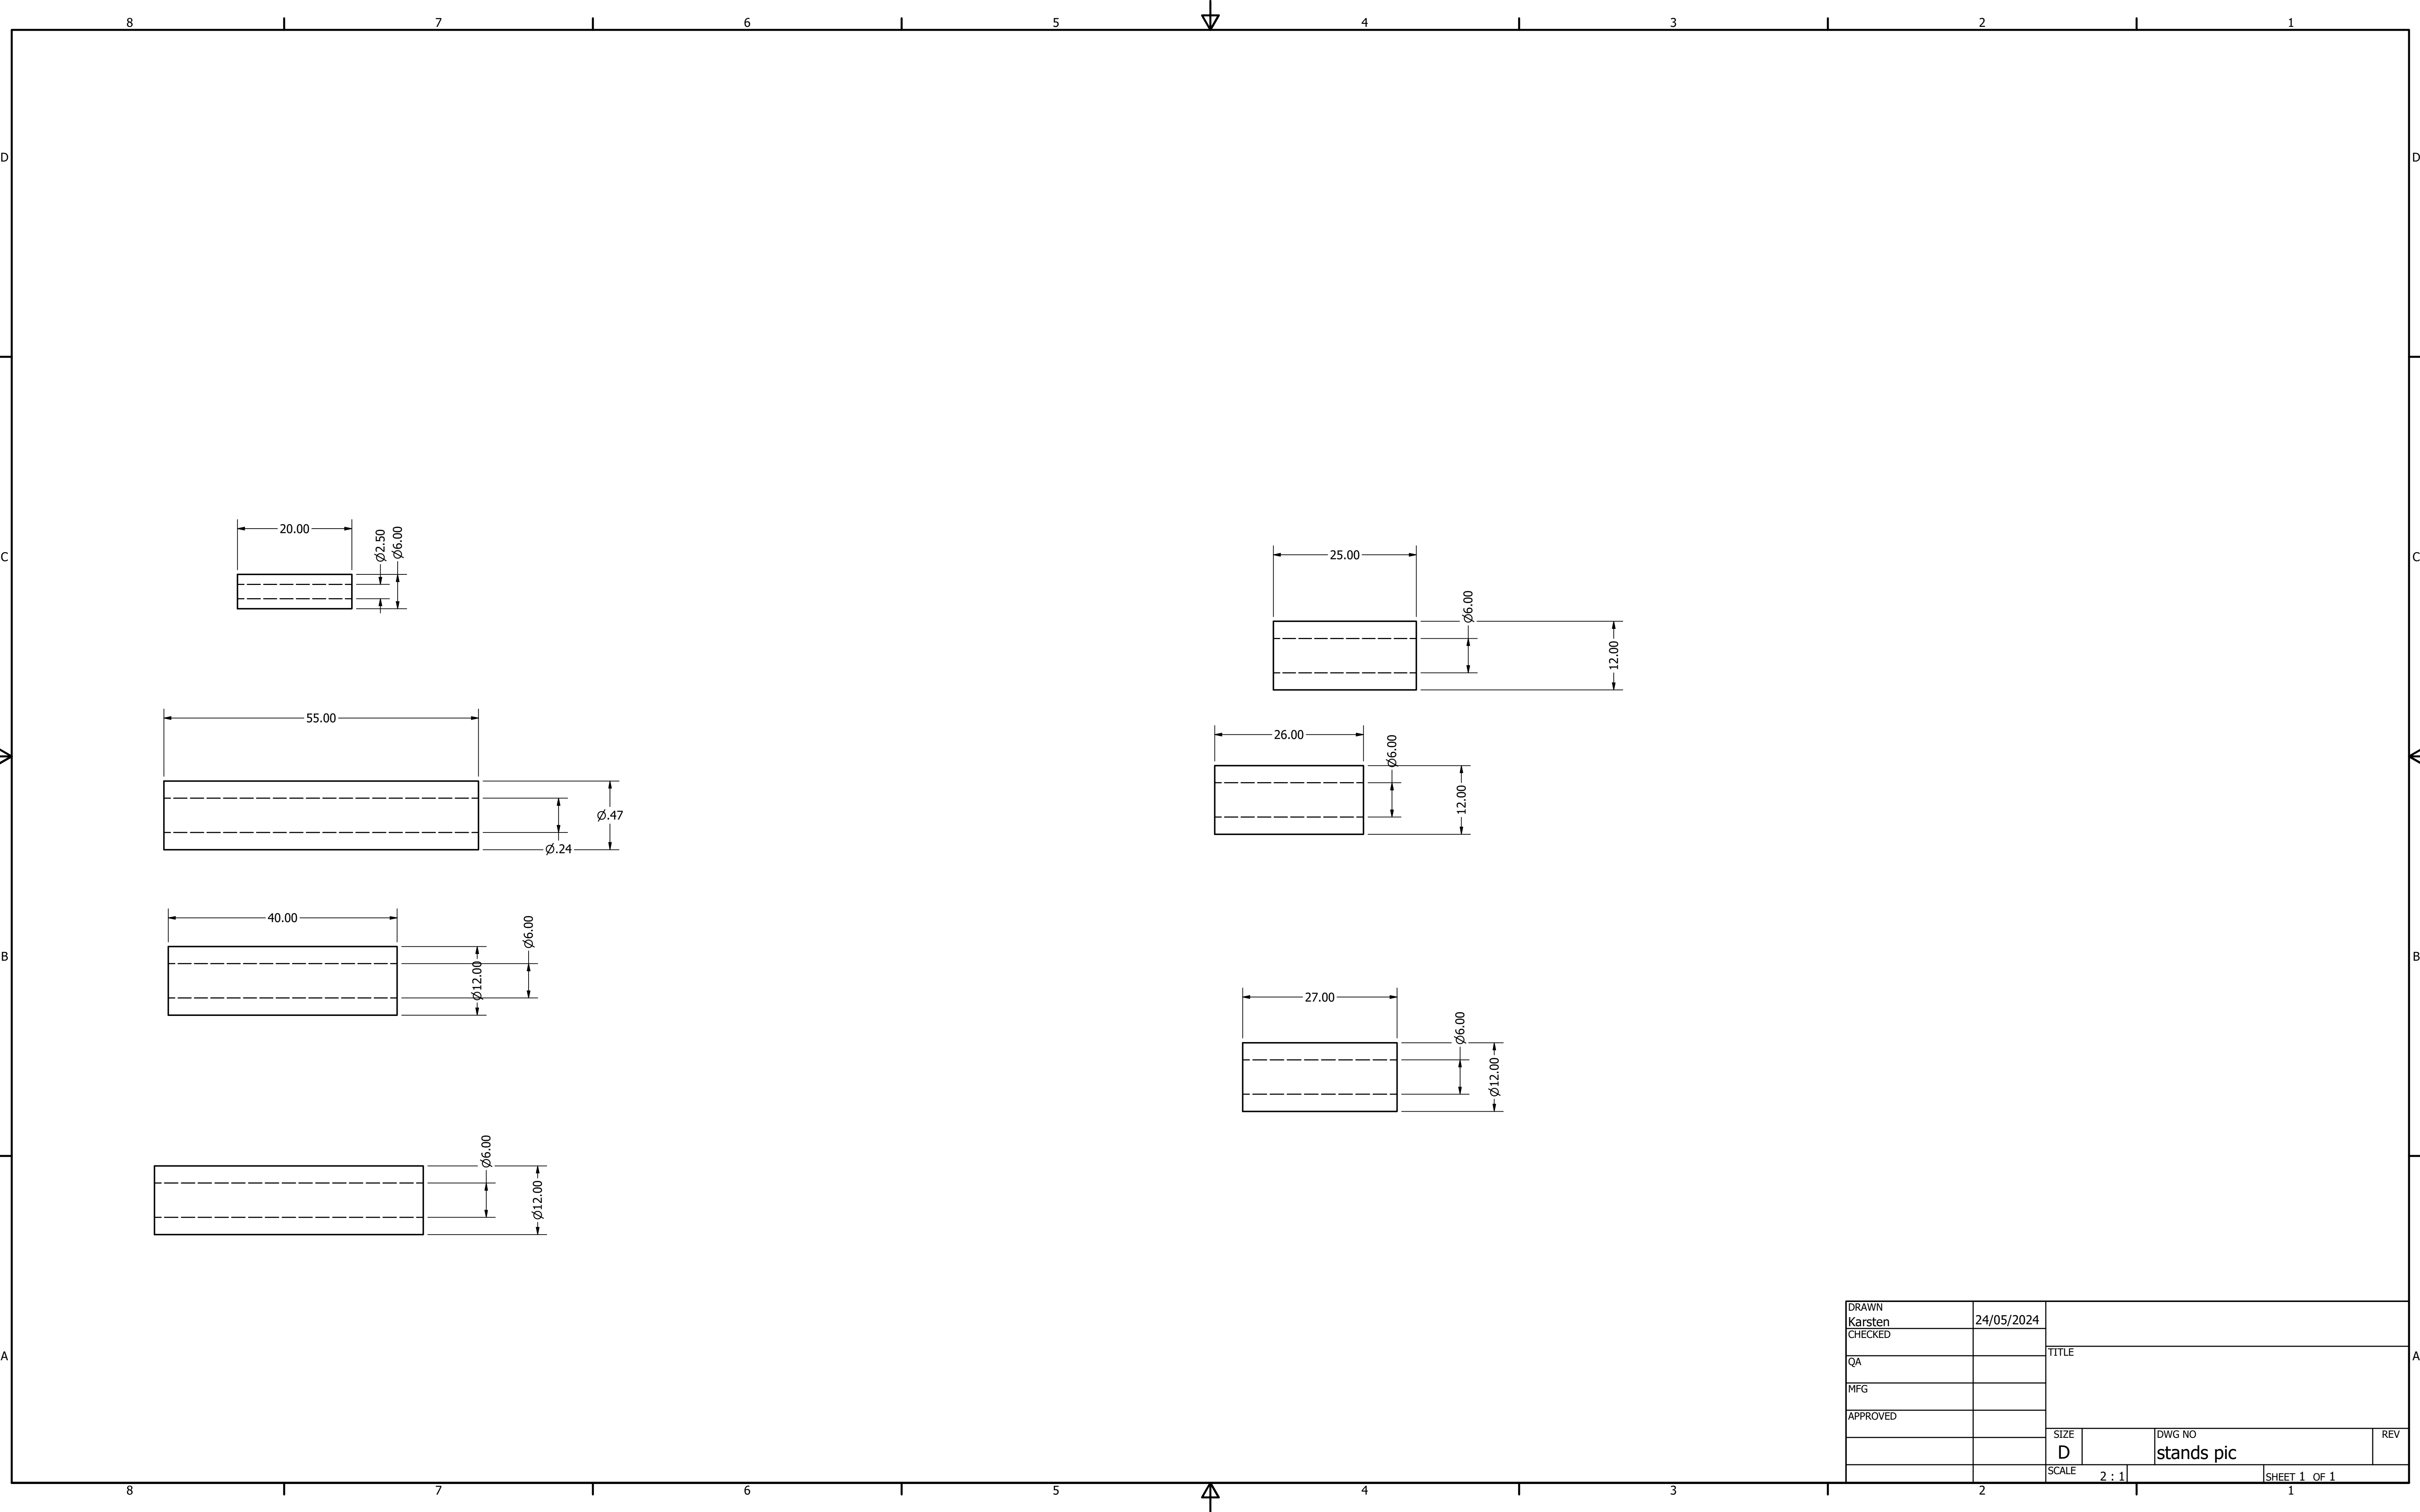 8 7 6 5 4 3 2 1
D D
20.00
Ø2.50
Ø6.00
C C
25.00
Ø6.00
12.00
55.00
Ø.47
Ø.24
26.00
Ø6.00
12.00
40.00
Ø6.00
Ø12.00
B B
27.00
Ø6.00
Ø12.00
Ø6.00
Ø12.00
A A
DRAWN
Karsten 24/05/2024
CHECKED
TITLE
QA
MFG
APPROVED
SIZE DWG NO REV
D stands pic
SCALE 2 : 1 SHEET 1 OF 1
8 7 6 5 4 3 2 1